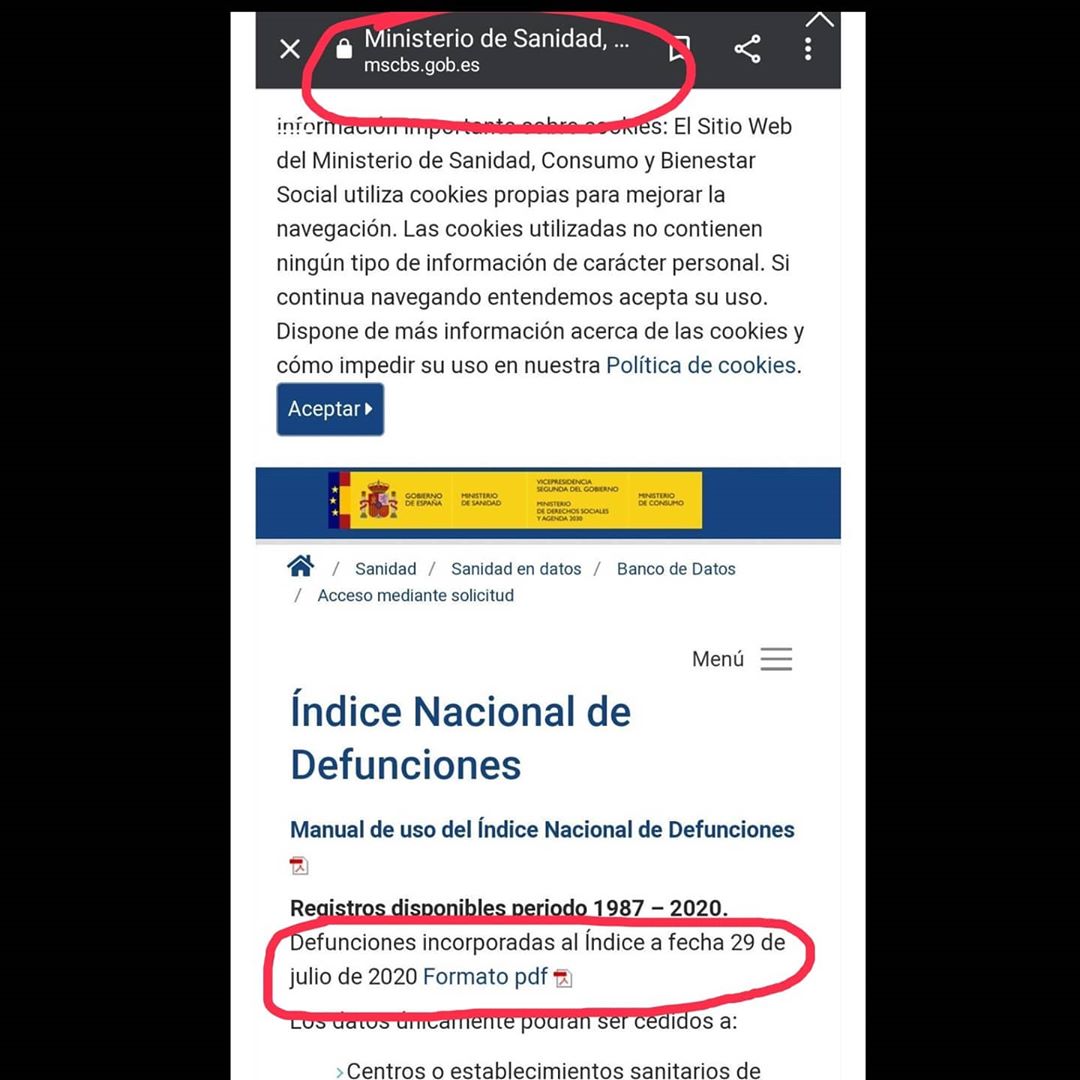 Ministerio de Sanidad, ...
mscbs.gob.es
información importante sobre cookies: El Sitio Web
del Ministerio de Sanidad, Consumo y Bienestar
Social utiliza cookies propias para mejorar la
navegación. Las cookies utilizadas no contienen
ningún tipo de información de carácter personal. Si
continua navegando entendemos acepta su uso.
Dispone de más información acerca de las cookies y
cómo impedir su uso en nuestra Política de cookies.
Aceptar
GOBIERNO
DE ESPAÑA
MINISTERIO
DE SANIDAD
VICEPRESIDENCIA
SEGUNDA DEL GOBIERNO
MINISTERIO
DE DERECHOS SOCIALES
Y AGENDA 2030
MINISTERIO
DE CONSUMO
/ Sanidad / Sanidad en datos / Banco de Datos
/ Acceso mediante solicitud
Menú
Índice Nacional de
Defunciones
Manual de uso del Índice Nacional de Defunciones
Registros disponibles periodo 1987 – 2020.
Defunciones incorporadas al Índice a fecha 29 de
julio de 2020 Formato pdf
Los datos únicamente podrán ser cedidos a:
›Centros o establecimientos sanitarios de